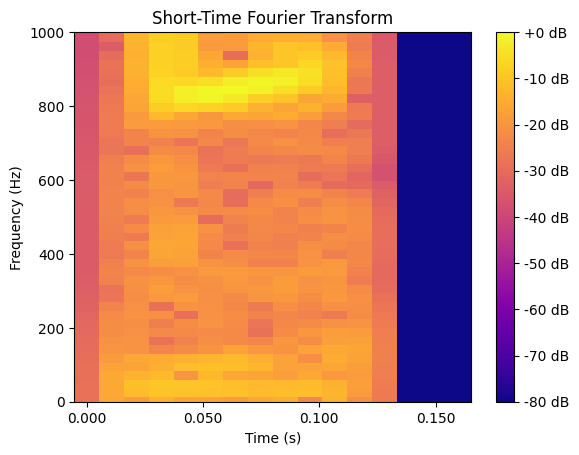 Short-Time Fourier Transform
1000
800
600
400
200
0
Frequency (Hz)
0.000
0.050
0.100
0.150
Time (s)
+0 dB
-10 dB
-20 dB
-30 dB
-40 dB
-50 dB
-60 dB
-70 dB
-80 dB